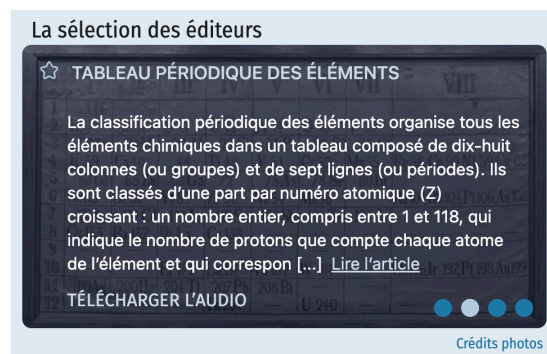 La sélection des éditeurs
TABLEAU PÉRIODIQUE DES ÉLÉMENTS
La classification périodique des éléments organise tous les
éléments chimiques dans un tableau composé de dix-huit
colonnes (ou groupes) et de sept lignes (ou périodes). Ils
sont classés d'une part par numéro atomique (Z)
croissant : un nombre entier, compris entre 1 et 118, qui
indique le nombre de protons que compte chaque atome
de l'élément et qui correspon [...] Lire l'article
TÉLÉCHARGER L'AUDIO
Crédits photos